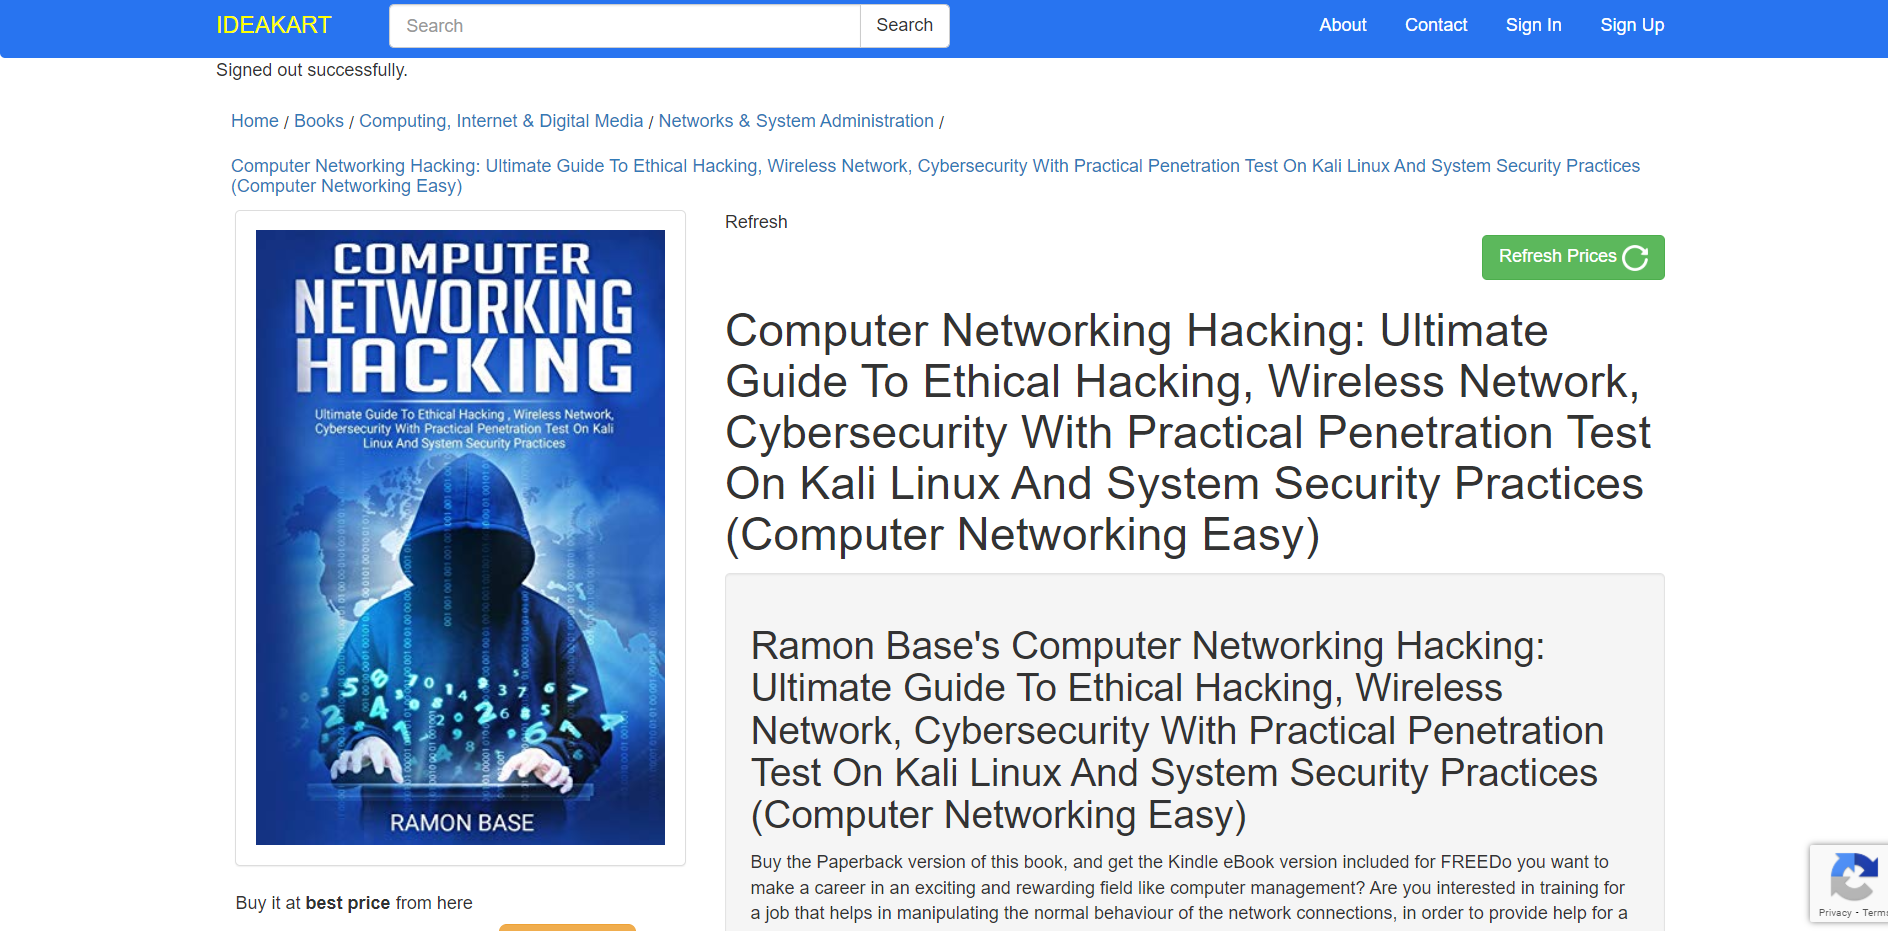 IDEAKART
Search
Search
About
Contact
Sign In
Sign Up
Signed out successfully.
Home / Books / Computing, Internet & Digital Media / Networks & System Administration /
Computer Networking Hacking: Ultimate Guide To Ethical Hacking, Wireless Network, Cybersecurity With Practical Penetration Test On Kali Linux And System Security Practices
(Computer Networking Easy)
COMPUTER
NETWORKING
HACKING
Ultimate Guide To Ethical Hacking , Wireless Network,
Cybersecurity With Practical Penetration Test On Kali
Linux And System Security Practices
RAMON BASE
Buy it at best price from here
Refresh
Refresh Prices
Computer Networking Hacking: Ultimate
Guide To Ethical Hacking, Wireless Network,
Cybersecurity With Practical Penetration Test
On Kali Linux And System Security Practices
(Computer Networking Easy)
Ramon Base's Computer Networking Hacking:
Ultimate Guide To Ethical Hacking, Wireless
Network, Cybersecurity With Practical Penetration
Test On Kali Linux And System Security Practices
(Computer Networking Easy)
Buy the Paperback version of this book, and get the Kindle eBook version included for FREEDo you want to
make a career in an exciting and rewarding field like computer management? Are you interested in training for
a job that helps in manipulating the normal behaviour of the network connections, in order to provide help for a
Privacy - Terms